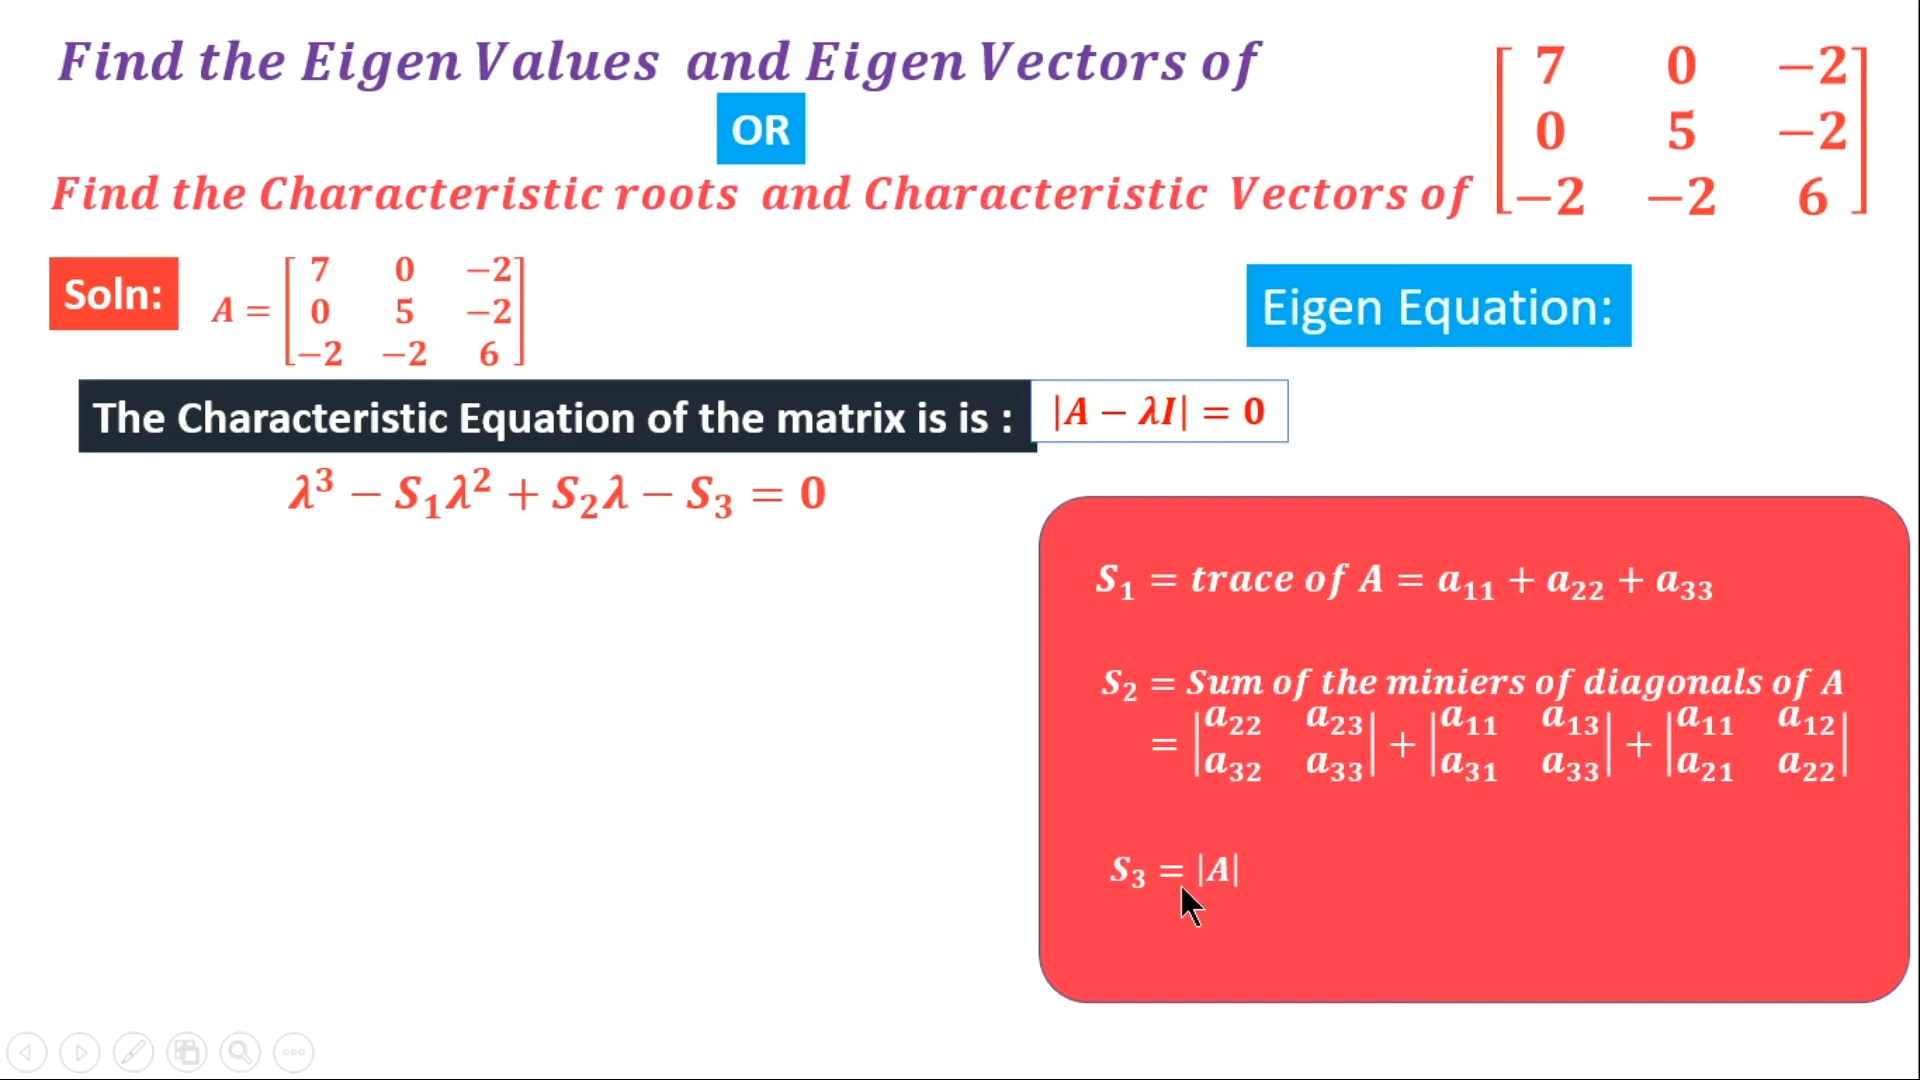 Find the Eigen Values and Eigen Vectors of
OR
Find the Characteristic roots and Characteristic Vectors of
7 0 −2
0 5 −2
−2 −2 6
Soln:
A =
7 0 −2
0 5 −2
−2 −2 6
Eigen Equation:
The Characteristic Equation of the matrix is is : |A − λI| = 0
λ³ − S₁λ² + S₂λ − S₃ = 0
S₁ = trace of A = a₁₁ + a₂₂ + a₃₃
S₂ = Sum of the miniers of diagonals of A
= |a₂₂ a₂₃| + |a₁₁ a₁₃| + |a₁₁ a₁₂|
|a₃₂ a₃₃| |a₃₁ a₃₃| |a₂₁ a₂₂|
S₃ = |A|